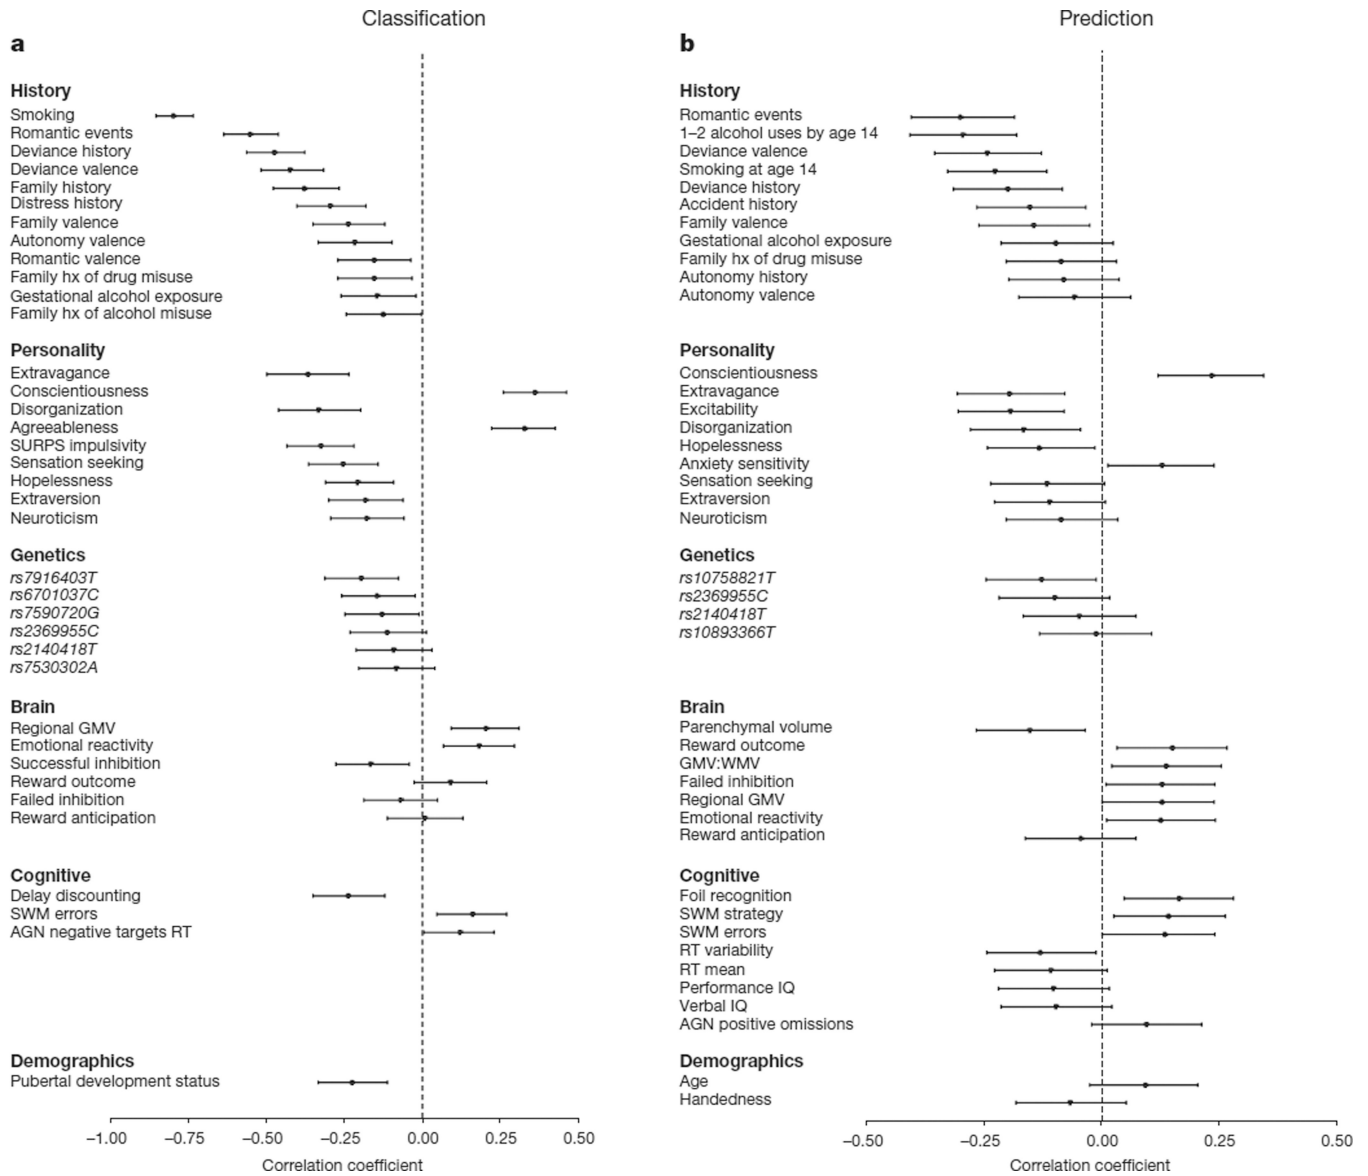 Classification
a
History
Smoking
Romantic events
Deviance history
Deviance valence
Family history
Distress history
Family valence
Autonomy valence
Romantic valence
Family hx of drug misuse
Gestational alcohol exposure
Family hx of alcohol misuse
Personality
Extravagance
Conscientiousness
Disorganization
Agreeableness
SURPS impulsivity
Sensation seeking
Hopelessness
Extraversion
Neuroticism
Genetics
rs7916403T
rs6701037C
rs7590720G
rs2369955C
rs2140418T
rs7530302A
Brain
Regional GMV
Emotional reactivity
Successful inhibition
Reward outcome
Failed inhibition
Reward anticipation
Cognitive
Delay discounting
SWM errors
AGN negative targets RT
Demographics
Pubertal development status
–1.00 –0.75 –0.50 –0.25 0.00 0.25 0.50
Correlation coefficient
Prediction
b
History
Romantic events
1–2 alcohol uses by age 14
Deviance valence
Smoking at age 14
Deviance history
Accident history
Family valence
Gestational alcohol exposure
Family hx of drug misuse
Autonomy history
Autonomy valence
Personality
Conscientiousness
Extravagance
Excitability
Disorganization
Hopelessness
Anxiety sensitivity
Sensation seeking
Extraversion
Neuroticism
Genetics
rs10758821T
rs2369955C
rs2140418T
rs10893366T
Brain
Parenchymal volume
Reward outcome
GMV:WMV
Failed inhibition
Regional GMV
Emotional reactivity
Reward anticipation
Cognitive
Foil recognition
SWM strategy
SWM errors
RT variability
RT mean
Performance IQ
Verbal IQ
AGN positive omissions
Demographics
Age
Handedness
–0.50 –0.25 0.00 0.25 0.50
Correlation coefficient